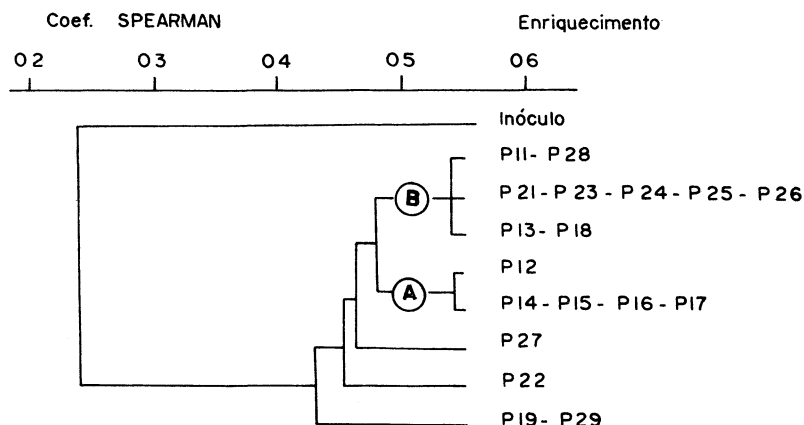 Coef. SPEARMAN Enriquecimento
02 03 04 05 06
Inóculo
P11- P28
B P21-P23-P24-P25-P26
P13- P18
P12
A P14-P15- P16-P17
P27
P22
P19- P29